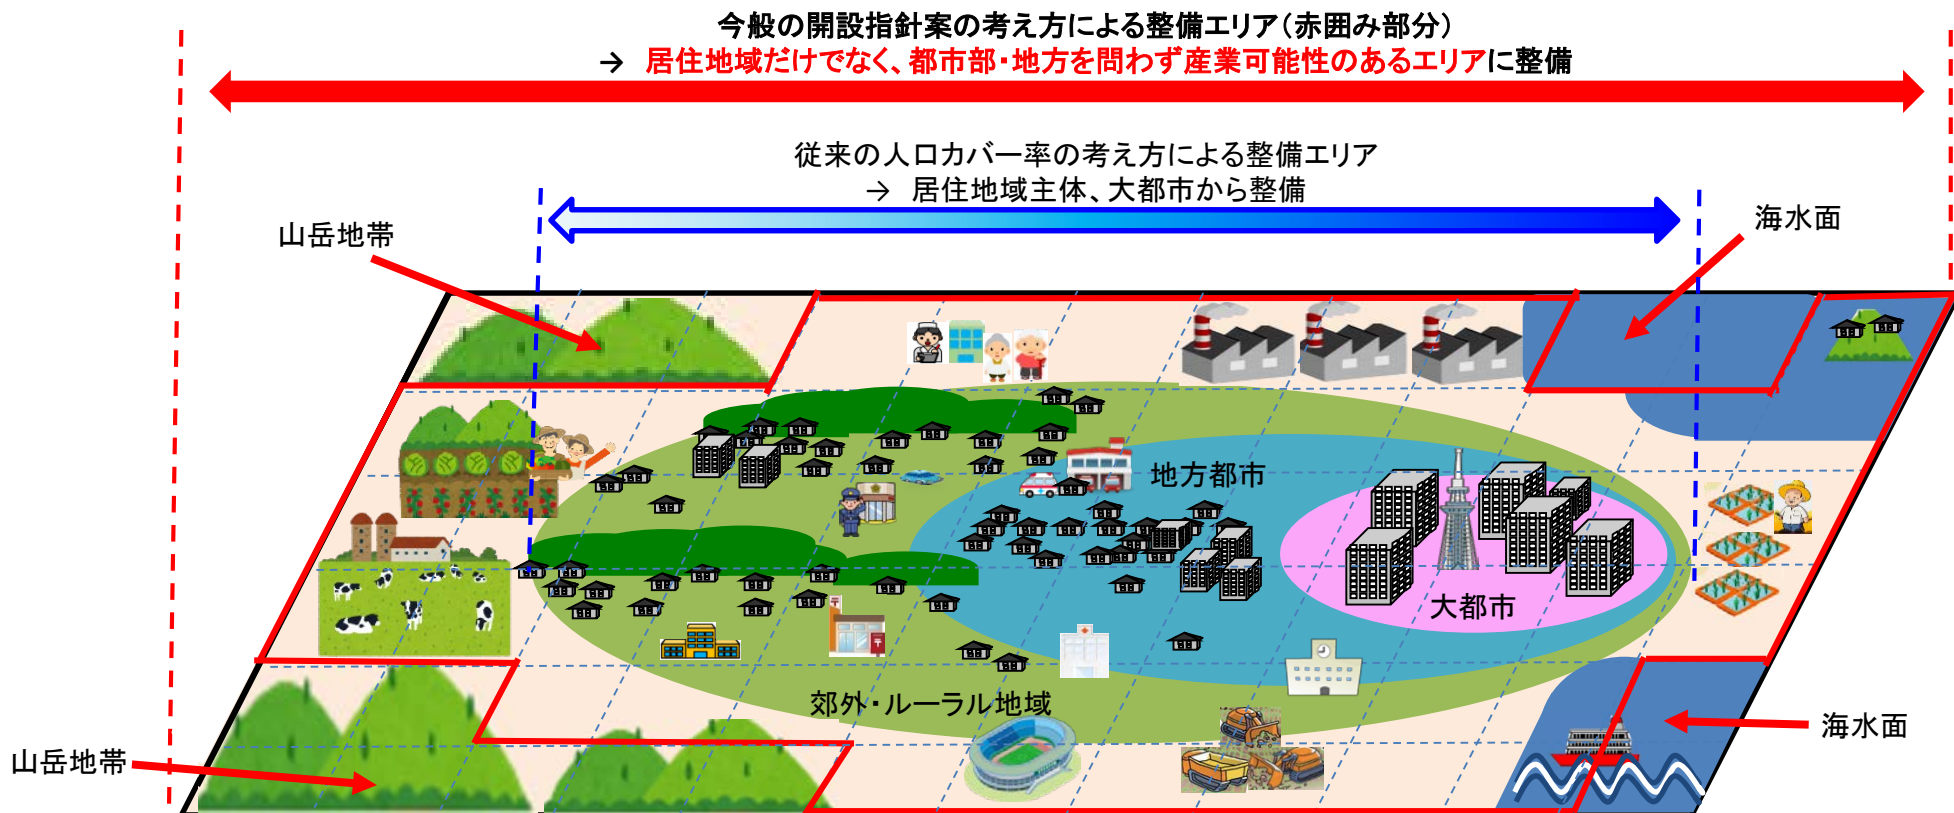 今般の開設指針案の考え方による整備エリア（赤囲み部分）
→ 居住地域だけでなく、都市部・地方を問わず産業可能性のあるエリアに整備
従来の人口カバー率の考え方による整備エリア
→ 居住地域主体、大都市から整備
山岳地帯
海水面
地方都市
大都市
郊外・ルーラル地域
海水面
山岳地帯